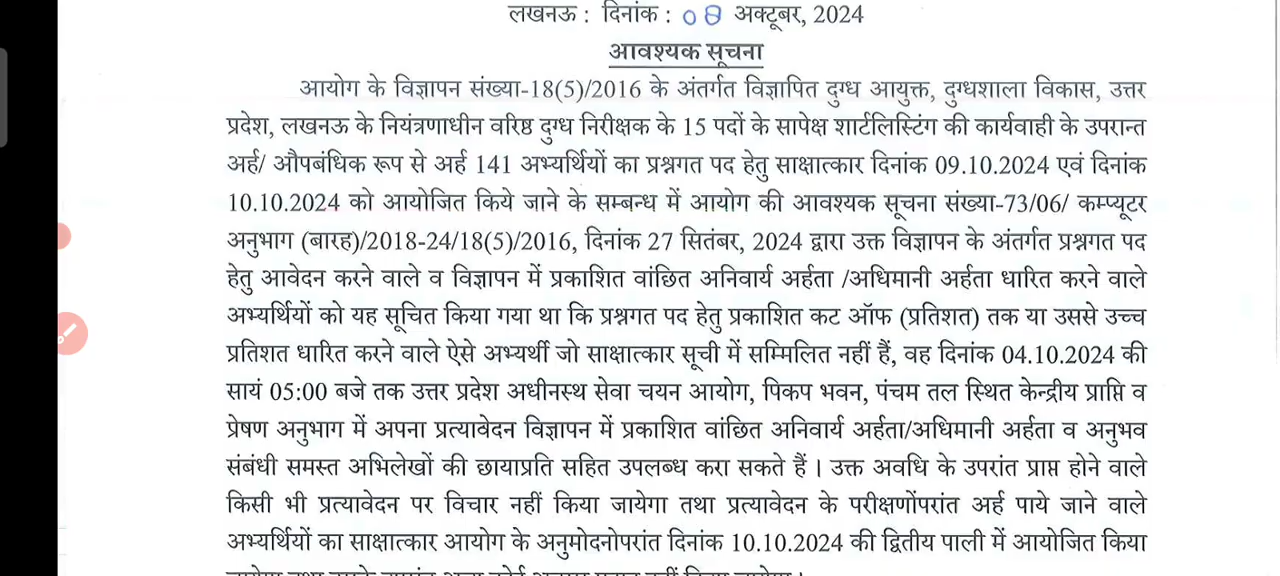 लखनऊ : दिनांक : 08 अक्टूबर, 2024
आवश्यक सूचना
आयोग के विज्ञापन संख्या-18(5)/2016 के अंतर्गत विज्ञापित दुग्ध आयुक्त, दुग्धशाला विकास, उत्तर
प्रदेश, लखनऊ के नियंत्रणाधीन वरिष्ठ दुग्ध निरीक्षक के 15 पदों के सापेक्ष शार्टलिस्टिंग की कार्यवाही के उपरान्त
अर्ह/ औपबंधिक रूप से अर्ह 141 अभ्यर्थियों का प्रश्नगत पद हेतु साक्षात्कार दिनांक 09.10.2024 एवं दिनांक
10.10.2024 को आयोजित किये जाने के सम्बन्ध में आयोग की आवश्यक सूचना संख्या-73/06/ कम्प्यूटर
अनुभाग (बारह)/2018-24/18(5)/2016, दिनांक 27 सितंबर, 2024 द्वारा उक्त विज्ञापन के अंतर्गत प्रश्नगत पद
हेतु आवेदन करने वाले व विज्ञापन में प्रकाशित वांछित अनिवार्य अर्हता /अधिमानी अर्हता धारित करने वाले
अभ्यर्थियों को यह सूचित किया गया था कि प्रश्नगत पद हेतु प्रकाशित कट ऑफ (प्रतिशत) तक या उससे उच्च
प्रतिशत धारित करने वाले ऐसे अभ्यर्थी जो साक्षात्कार सूची में सम्मिलित नहीं हैं, वह दिनांक 04.10.2024 की
सायं 05:00 बजे तक उत्तर प्रदेश अधीनस्थ सेवा चयन आयोग, पिकप भवन, पंचम तल स्थित केन्द्रीय प्राप्ति व
प्रेषण अनुभाग में अपना प्रत्यावेदन विज्ञापन में प्रकाशित वांछित अनिवार्य अर्हता/अधिमानी अर्हता व अनुभव
संबंधी समस्त अभिलेखों की छायाप्रति सहित उपलब्ध करा सकते हैं । उक्त अवधि के उपरांत प्राप्त होने वाले
किसी भी प्रत्यावेदन पर विचार नहीं किया जायेगा तथा प्रत्यावेदन के परीक्षणोंपरांत अर्ह पाये जाने वाले
अभ्यर्थियों का साक्षात्कार आयोग के अनुमोदनोपरांत दिनांक 10.10.2024 की द्वितीय पाली में आयोजित किया